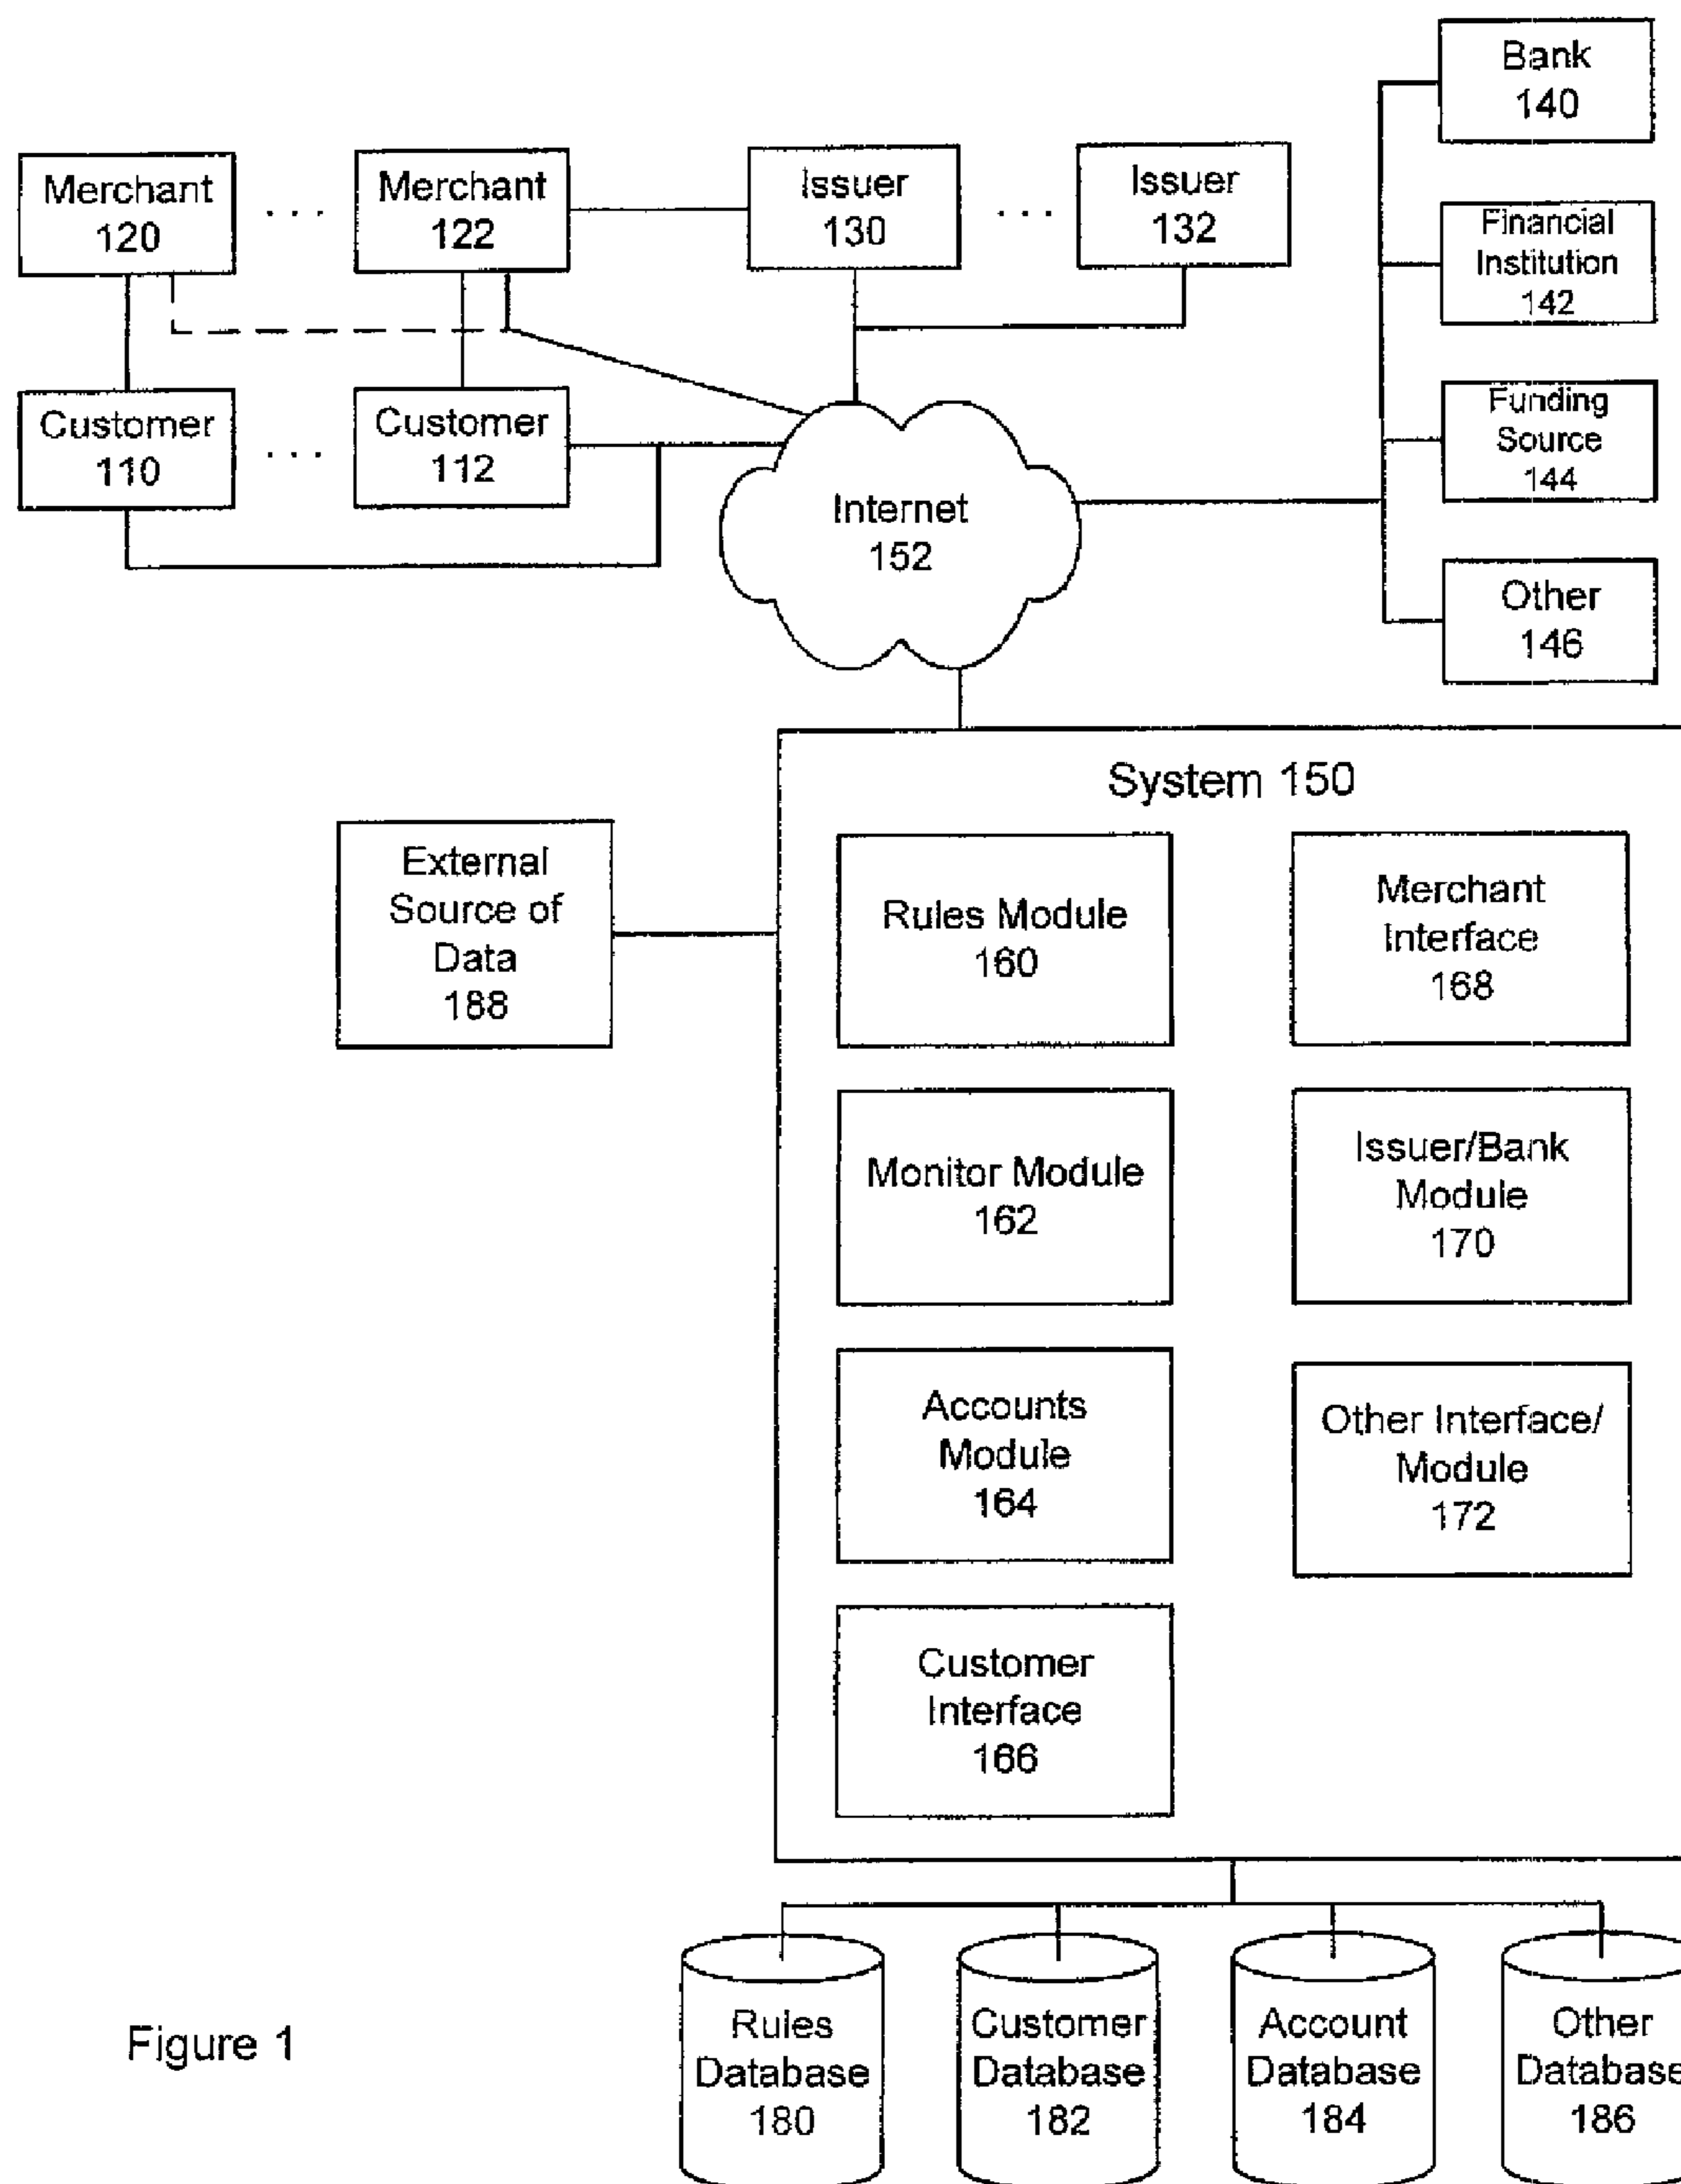 Bank
140
Merchant
120
. . .
Merchant
122
Issuer
130
. . .
Issuer
132
Financial
Institution
142
Customer
110
. . .
Customer
112
Internet
152
Funding
Source
144
Other
146
System 150
External
Source of
Data
188
Rules Module
160
Merchant
Interface
168
Monitor Module
162
Issuer/Bank
Module
170
Accounts
Module
164
Other Interface/
Module
172
Customer
Interface
166
Figure 1
Rules
Database
180
Customer
Database
182
Account
Database
184
Other
Database
186